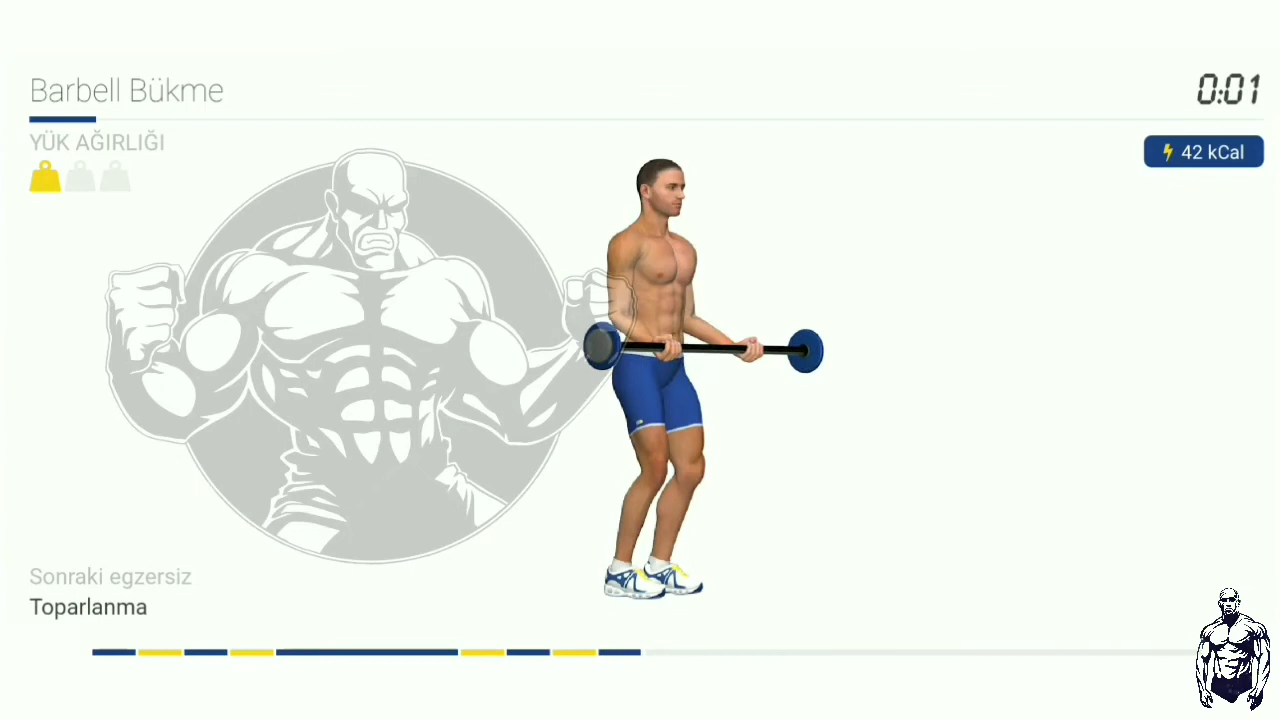 Barbell Bükme
0:01
YÜK AĞIRLIĞI
42 kCal
Sonraki egzersiz
Toparlanma